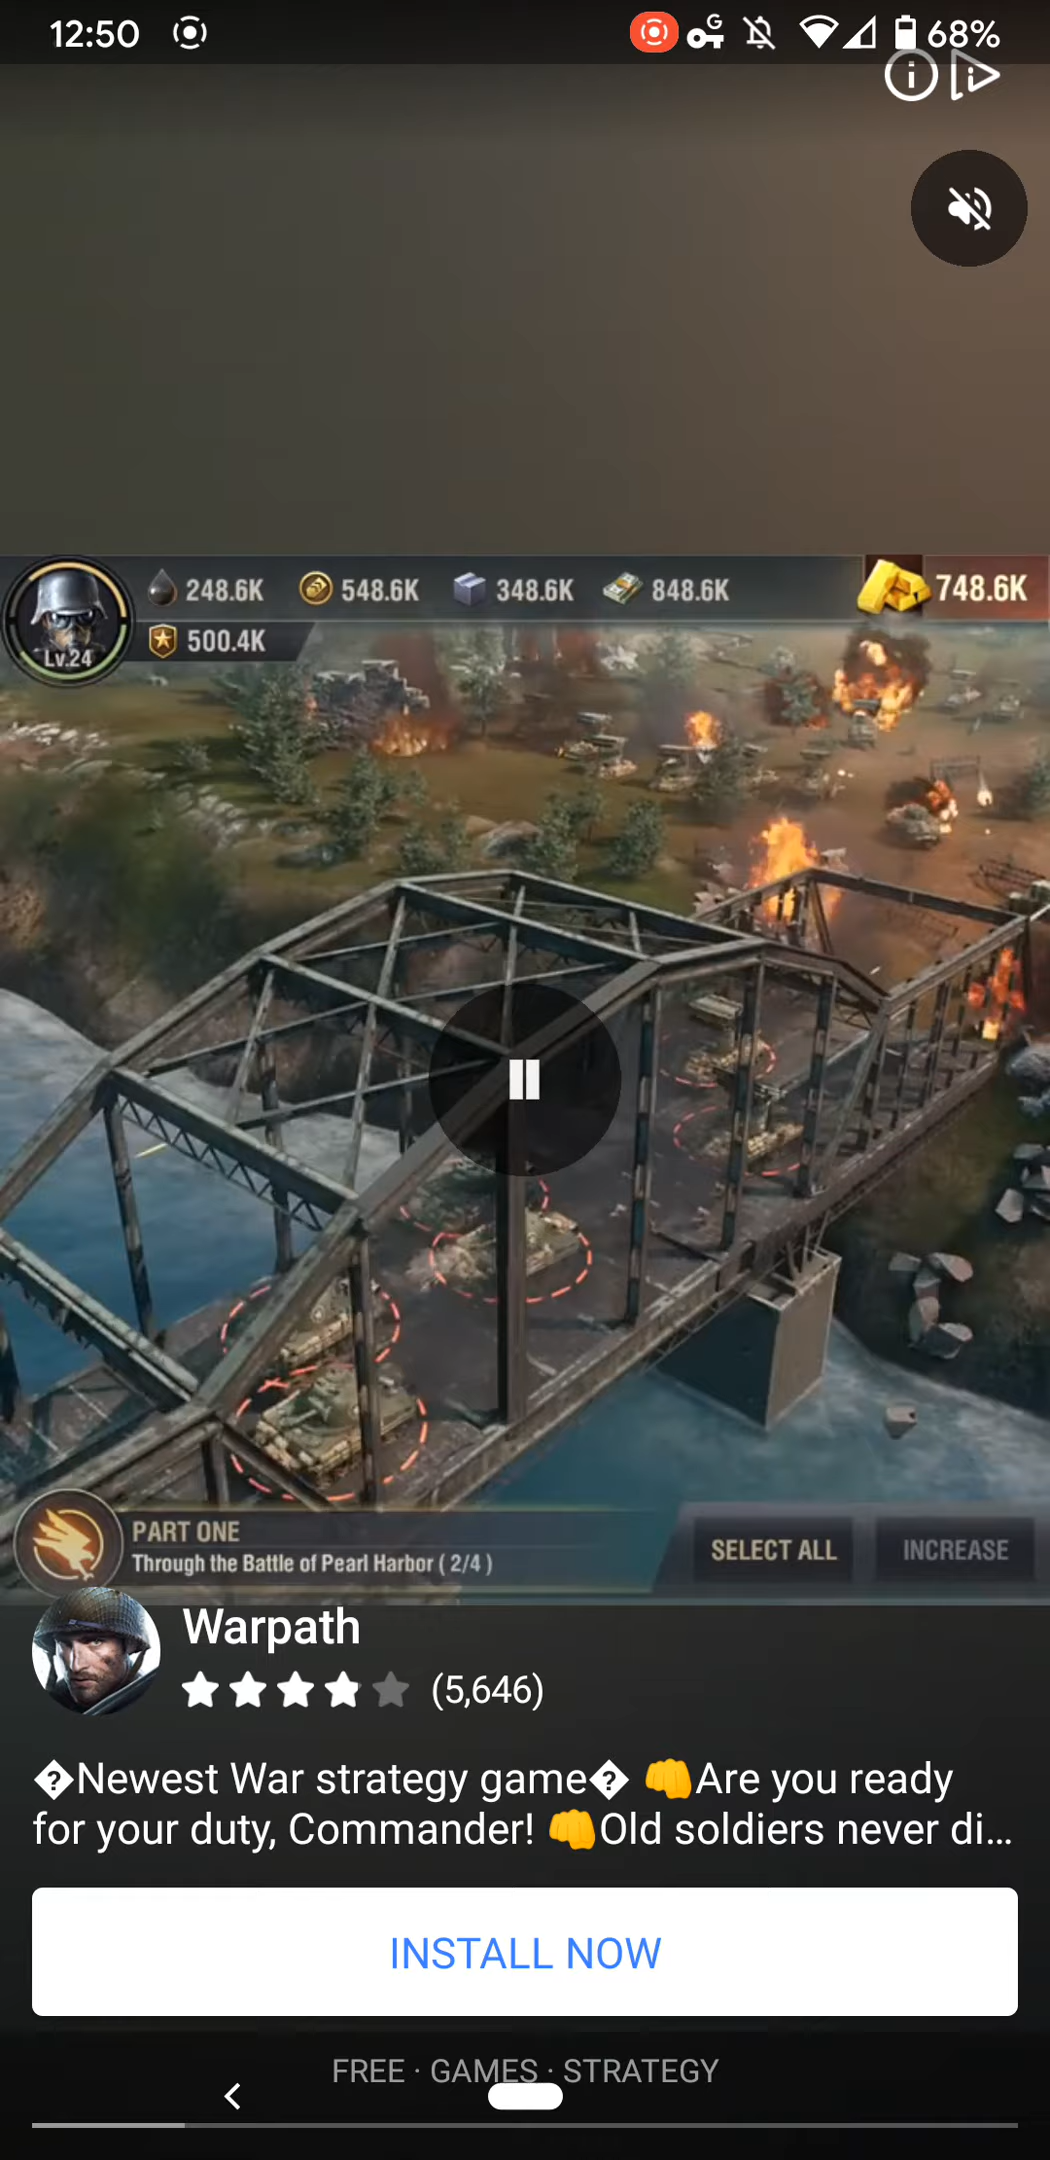 12:50
G
68%
248.6K 548.6K 348.6K 848.6K 748.6K
500.4K
Lv.24
PART ONE
Through the Battle of Pearl Harbor ( 2/4 )
SELECT ALL
INCREASE
Warpath
(5,646)
�Newest War strategy game� 👊Are you ready
for your duty, Commander! 👊Old soldiers never di...
INSTALL NOW
FREE · GAMES · STRATEGY